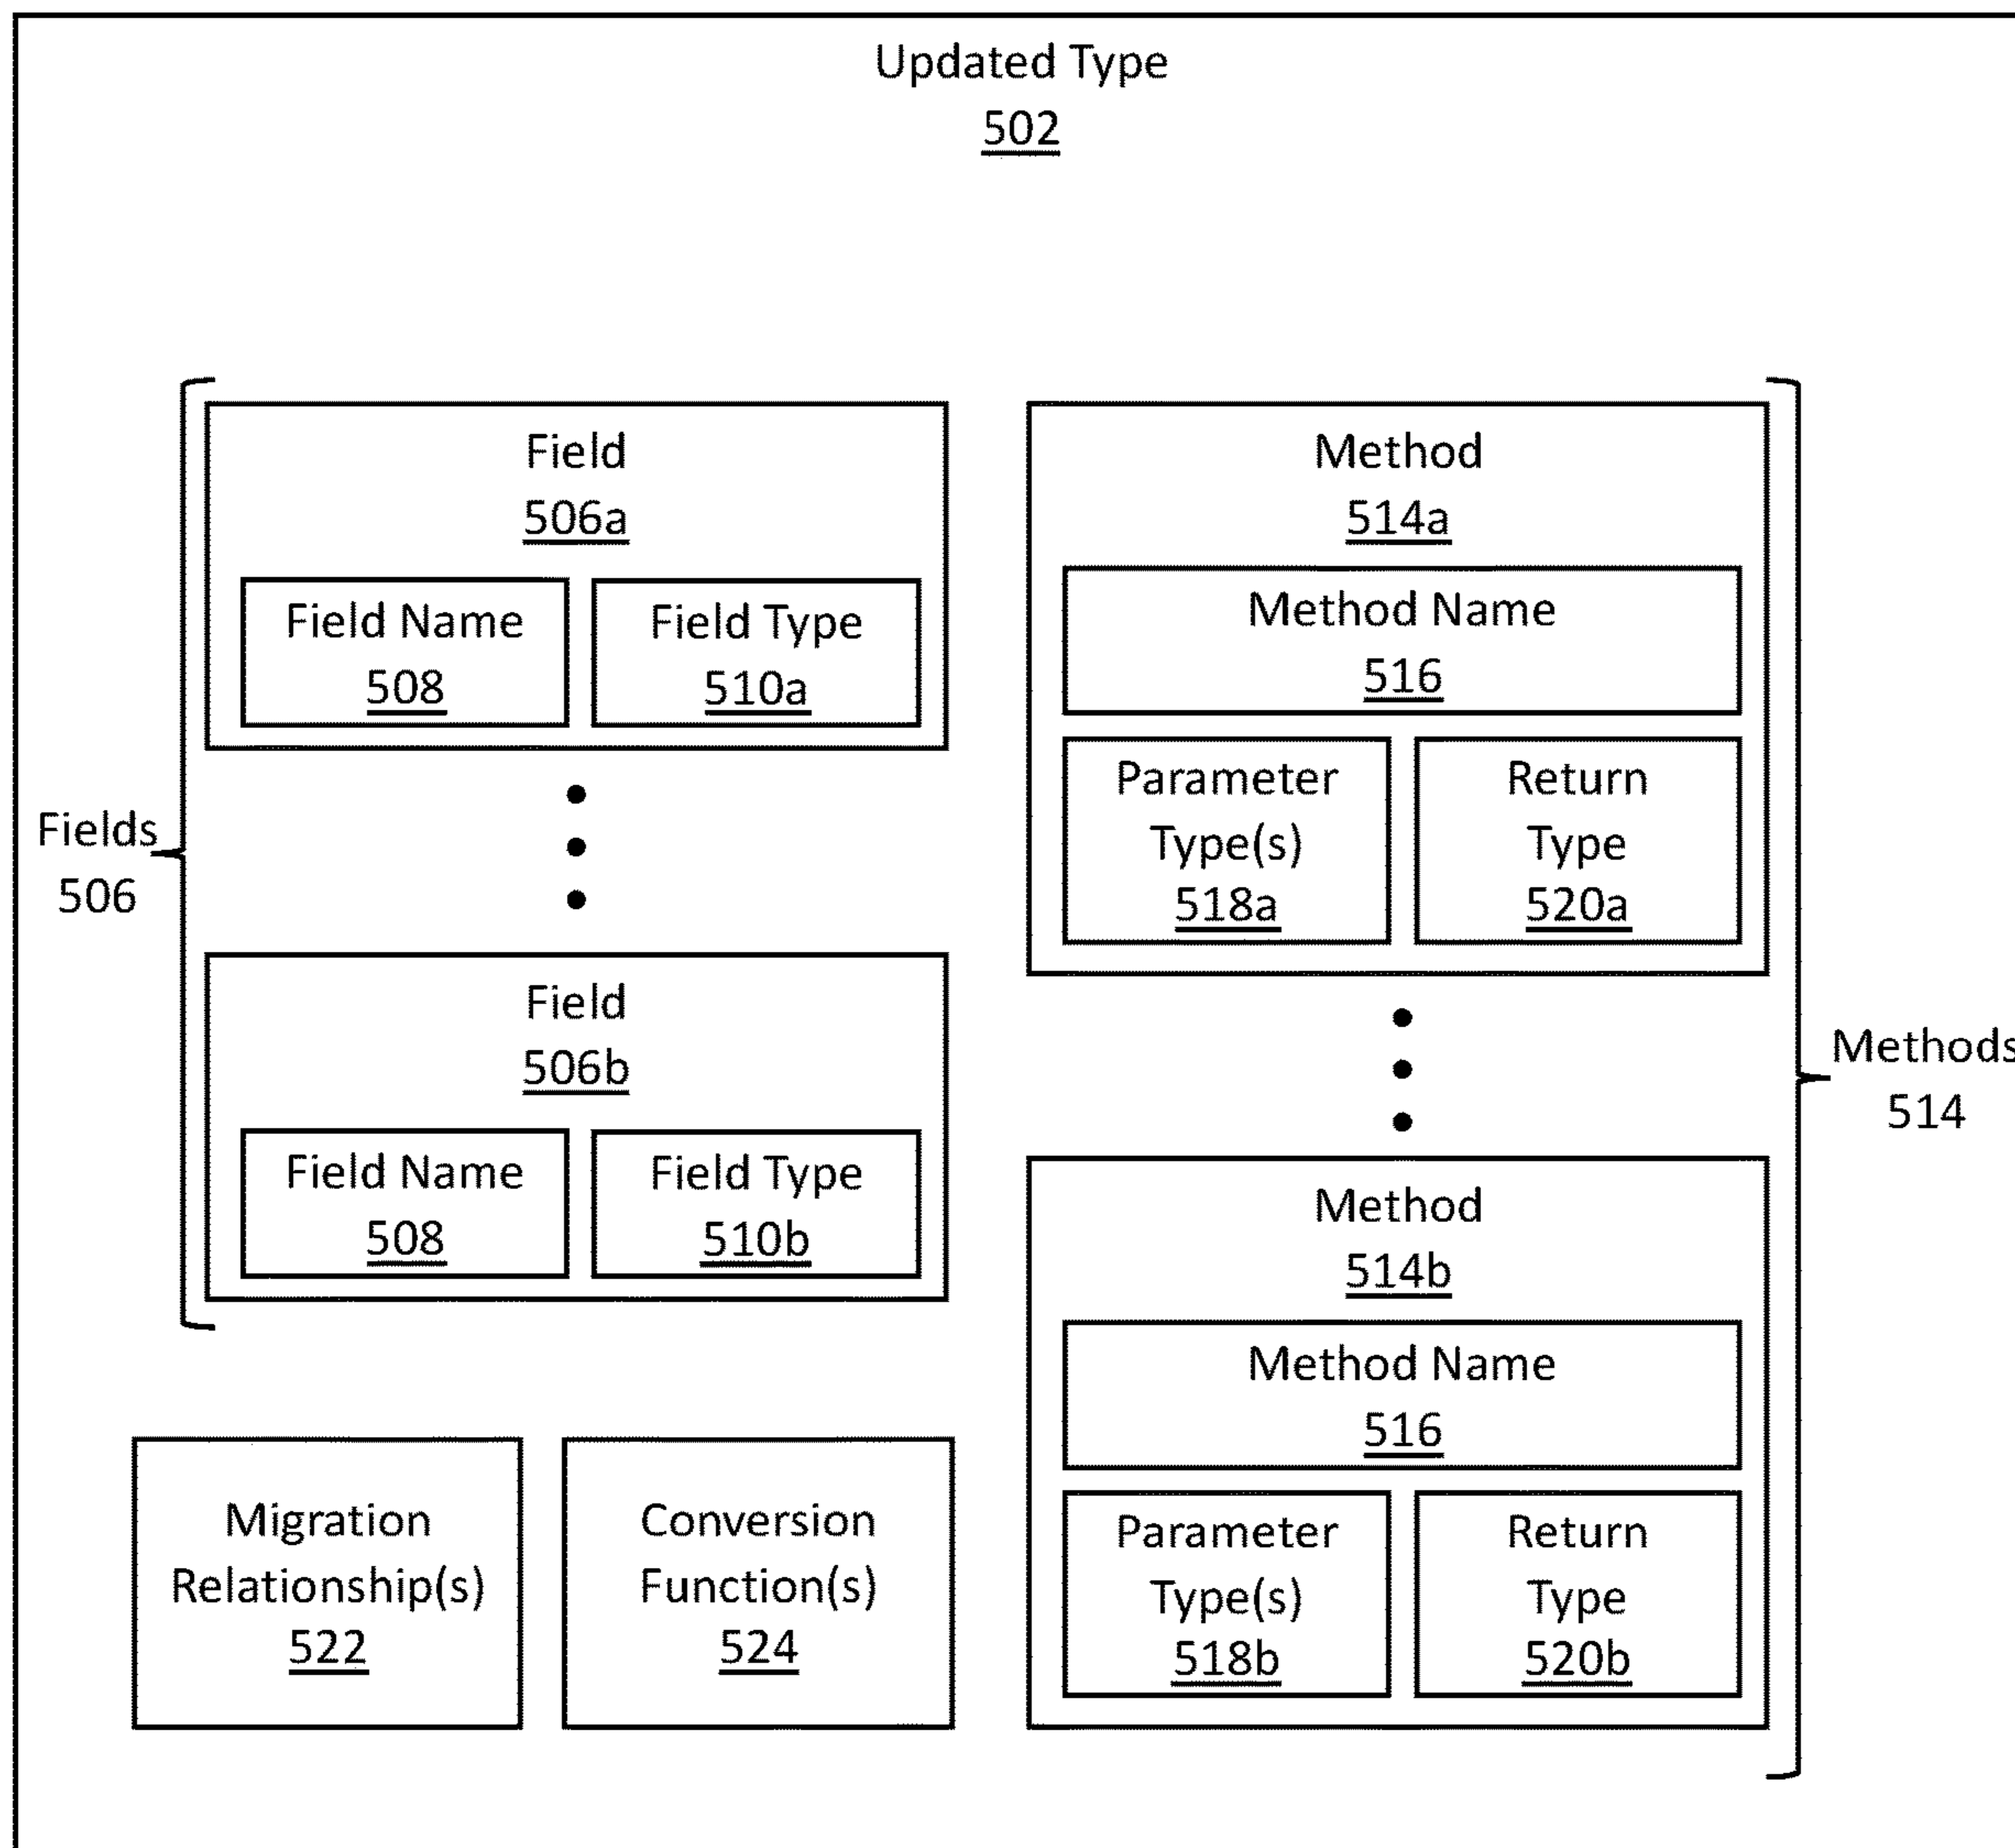 Updated Type
502
Fields
506
Field
506a
Field Name
508
Field Type
510a
Field
506b
Field Name
508
Field Type
510b
Migration
Relationship(s)
522
Conversion
Function(s)
524
Method
514a
Method Name
516
Parameter
Type(s)
518a
Return
Type
520a
Method
514b
Method Name
516
Parameter
Type(s)
518b
Return
Type
520b
Methods
514